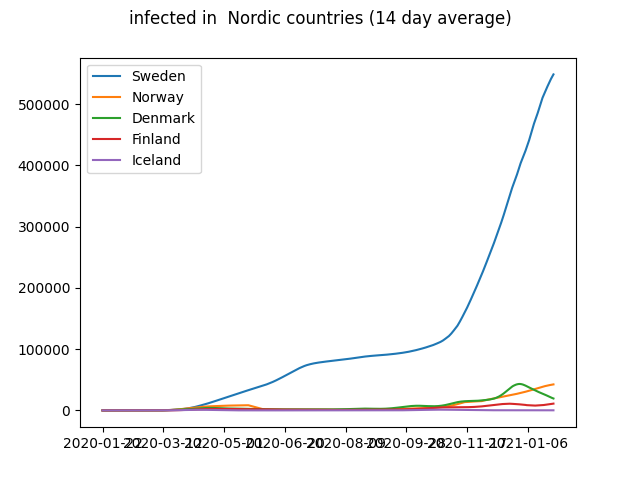 infected in  Nordic countries (14 day average)
Sweden
Norway
Denmark
Finland
Iceland
500000
400000
300000
200000
100000
0
2020-01-22 2020-03-12 2020-05-01 2020-06-20 2020-08-09 2020-09-28 2020-11-17 2021-01-06